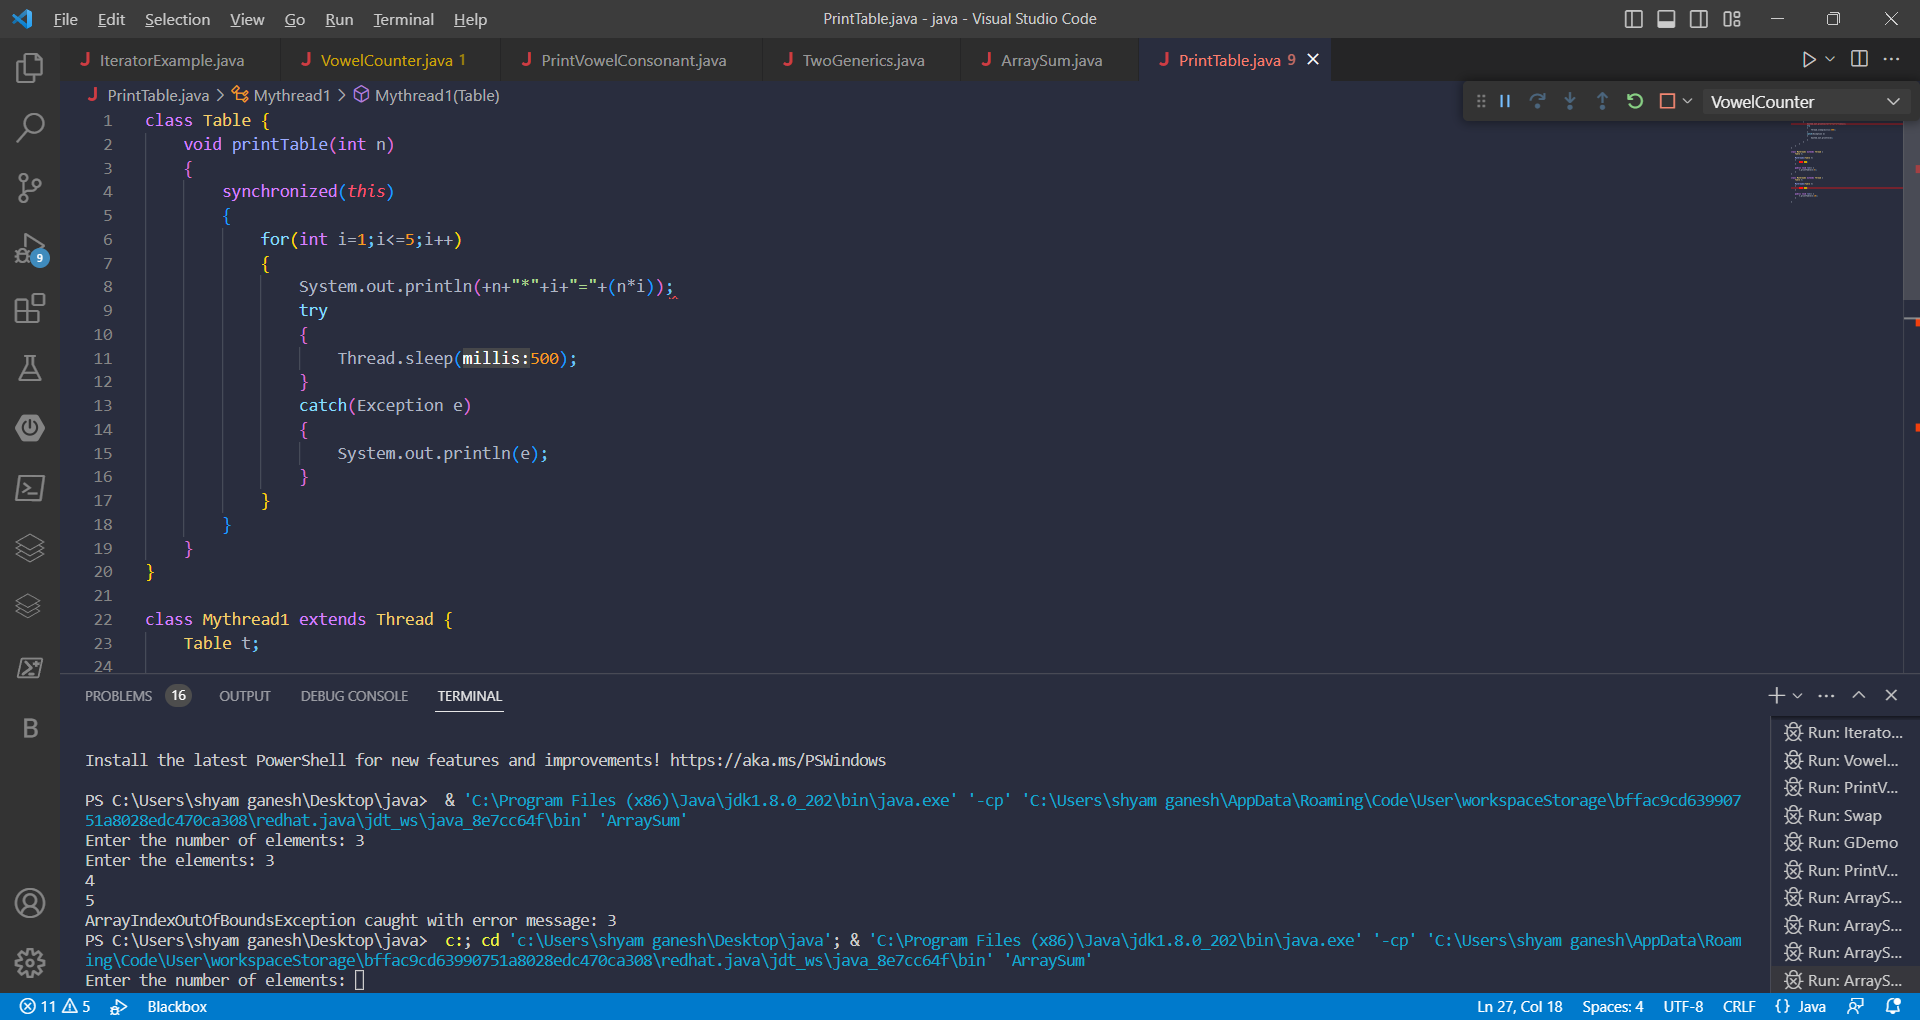 File Edit Selection View Go Run Terminal Help PrintTable.java - java - Visual Studio Code
IteratorExample.java VowelCounter.java 1 PrintVowelConsonant.java TwoGenerics.java ArraySum.java PrintTable.java 9
PrintTable.java > Mythread1 > Mythread1(Table)
VowelCounter
1 class Table {
2 void printTable(int n)
3 {
4 synchronized(this)
5 {
6 for(int i=1;i<=5;i++)
7 {
8 System.out.println(+n+"*"+i+"="+(n*i));
9 try
10 {
11 Thread.sleep(millis:500);
12 }
13 catch(Exception e)
14 {
15 System.out.println(e);
16 }
17 }
18 }
19 }
20 }
21
22 class Mythread1 extends Thread {
23 Table t;
24
9
B
PROBLEMS 16 OUTPUT DEBUG CONSOLE TERMINAL
Install the latest PowerShell for new features and improvements! https://aka.ms/PSWindows
PS C:\Users\shyam ganesh\Desktop\java> & 'C:\Program Files (x86)\Java\jdk1.8.0_202\bin\java.exe' '-cp' 'C:\Users\shyam ganesh\AppData\Roaming\Code\User\workspaceStorage\bffac9cd639907
51a8028edc470ca308\redhat.java\jdt_ws\java_8e7cc64f\bin' 'ArraySum'
Enter the number of elements: 3
Enter the elements: 3
4
5
ArrayIndexOutOfBoundsException caught with error message: 3
PS C:\Users\shyam ganesh\Desktop\java> c:; cd 'c:\Users\shyam ganesh\Desktop\java'; & 'C:\Program Files (x86)\Java\jdk1.8.0_202\bin\java.exe' '-cp' 'C:\Users\shyam ganesh\AppData\Roam
ing\Code\User\workspaceStorage\bffac9cd63990751a8028edc470ca308\redhat.java\jdt_ws\java_8e7cc64f\bin' 'ArraySum'
Enter the number of elements:
Run: Iterato...
Run: Vowel...
Run: PrintV...
Run: Swap
Run: GDemo
Run: PrintV...
Run: ArrayS...
Run: ArrayS...
Run: ArrayS...
Run: ArrayS...
11 5 Blackbox Ln 27, Col 18 Spaces: 4 UTF-8 CRLF {} Java